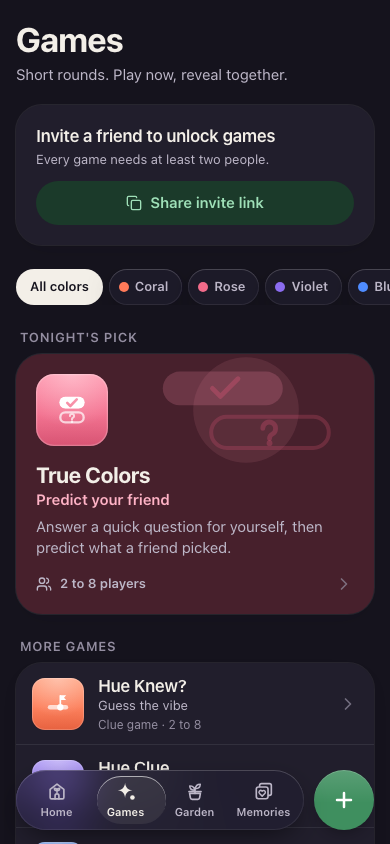 Games
Short rounds. Play now, reveal together.
Invite a friend to unlock games
Every game needs at least two people.
Share invite link
All colors
Coral
Rose
Violet
Blu
TONIGHT'S PICK
True Colors
Predict your friend
Answer a quick question for yourself, then
predict what a friend picked.
2 to 8 players
MORE GAMES
Hue Knew?
Guess the vibe
Clue game · 2 to 8
Hue Clue
Home
Games
Garden
Memories